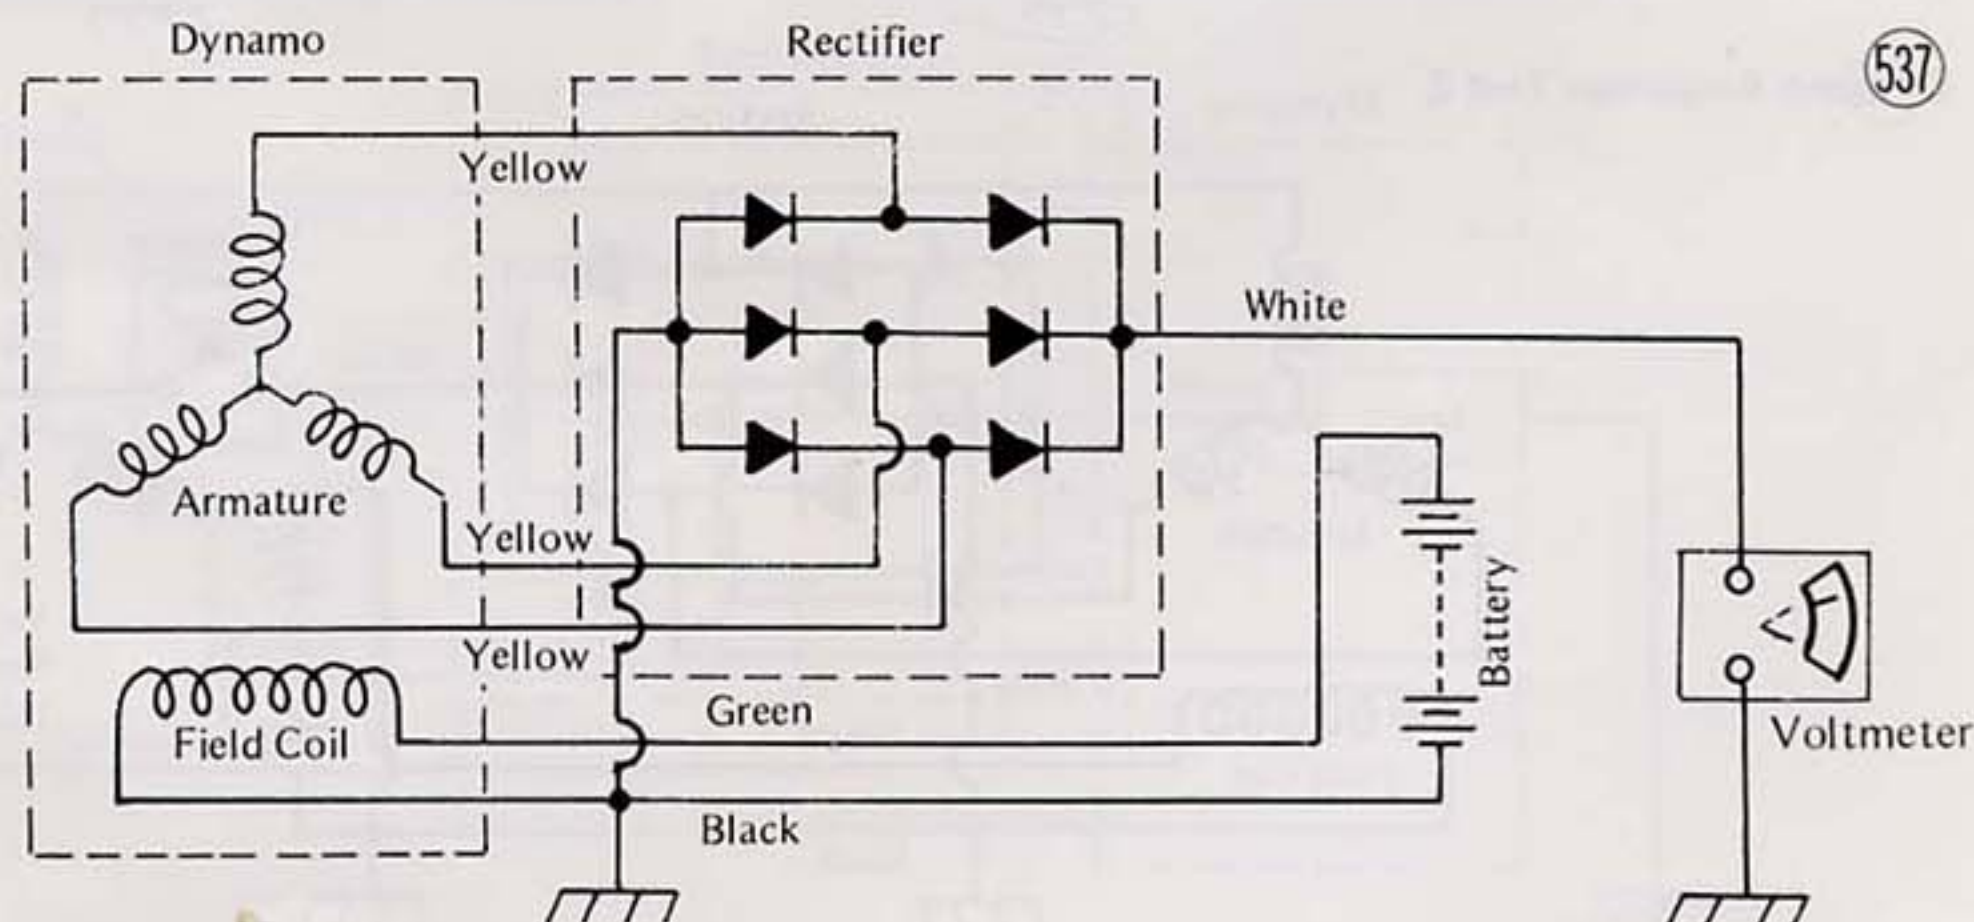 Dynamo
Rectifier
537
Yellow
White
Armature
Yellow
Battery
Yellow
Green
Field Coil
Voltmeter
Black